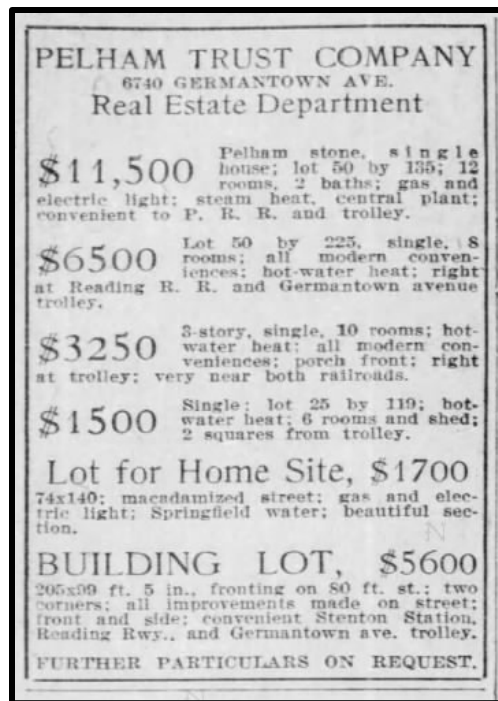 PELHAM TRUST COMPANY
6740 GERMANTOWN AVE.
Real Estate Department
$11,500 Pelham stone, single
house; lot 50 by 135; 12
rooms, 2 baths; gas and
electric light; steam heat, central plant;
convenient to P. R. R. and trolley.
$6500 Lot 50 by 225, single, 8
rooms; all modern conven-
iences; hot-water heat; right
at Reading R. R. and Germantown avenue
trolley.
$3250 3-story, single, 10 rooms; hot-
water heat; all modern con-
veniences; porch front; right
at trolley; very near both railroads.
$1500 Single; lot 25 by 119; hot-
water heat; 6 rooms and shed;
2 squares from trolley.
Lot for Home Site, $1700
74x140; macadamized street; gas and elec-
tric light; Springfield water; beautiful sec-
tion.
BUILDING LOT, $5600
205x99 ft. 5 in., fronting on 80 ft. st.; two
corners; all improvements made on street;
front and side; convenient Stenton Station,
Reading Rwy., and Germantown ave. trolley.
FURTHER PARTICULARS ON REQUEST.